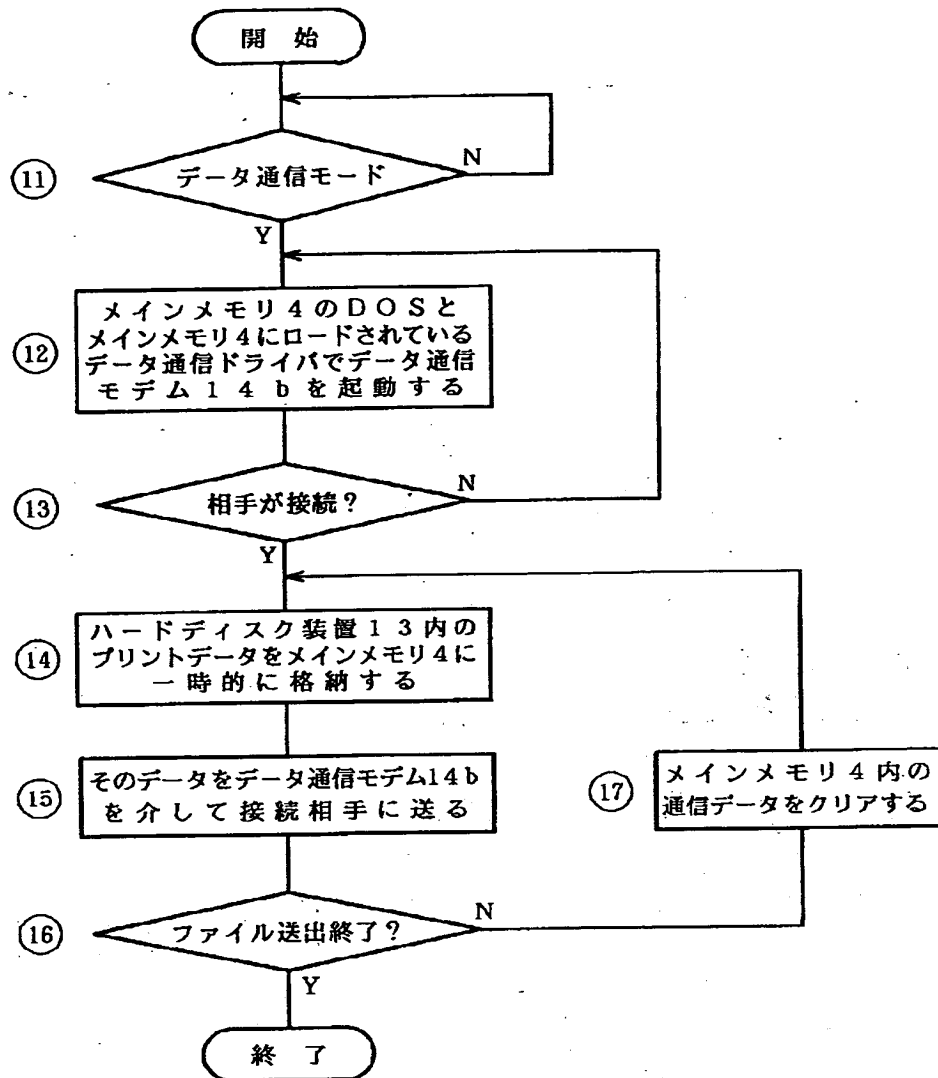 開 始
N
⑪ データ通信モード
Y
メインメモリ4のDOSと
メインメモリ4にロードされている
⑫ データ通信ドライバでデータ通信
モデム14bを起動する
N
⑬ 相手が接続?
Y
ハードディスク装置13内の
⑭ プリントデータをメインメモリ4に
一時的に格納する
⑮ そのデータをデータ通信モデム14b
を介して接続相手に送る
⑰ メインメモリ4内の
通信データをクリアする
N
⑯ ファイル送出終了?
Y
終 了